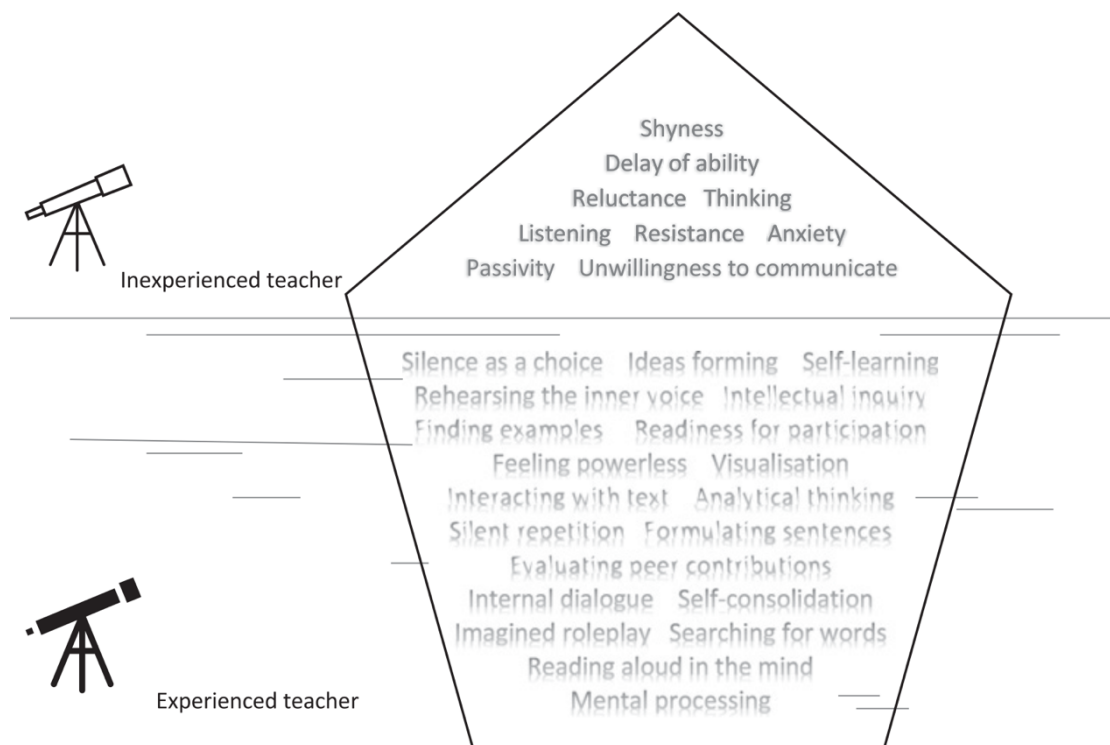 Shyness
Delay of ability
Reluctance Thinking
Listening Resistance Anxiety
Passivity Unwillingness to communicate
Inexperienced teacher
Silence as a choice Ideas forming Self-learning
Rehearsing the inner voice Intellectual inquiry
Finding examples Readiness for participation
Feeling powerless Visualisation
Interacting with text Analytical thinking
Silent repetition Formulating sentences
Evaluating peer contributions
Internal dialogue Self-consolidation
Imagined roleplay Searching for words
Reading aloud in the mind
Mental processing
Experienced teacher